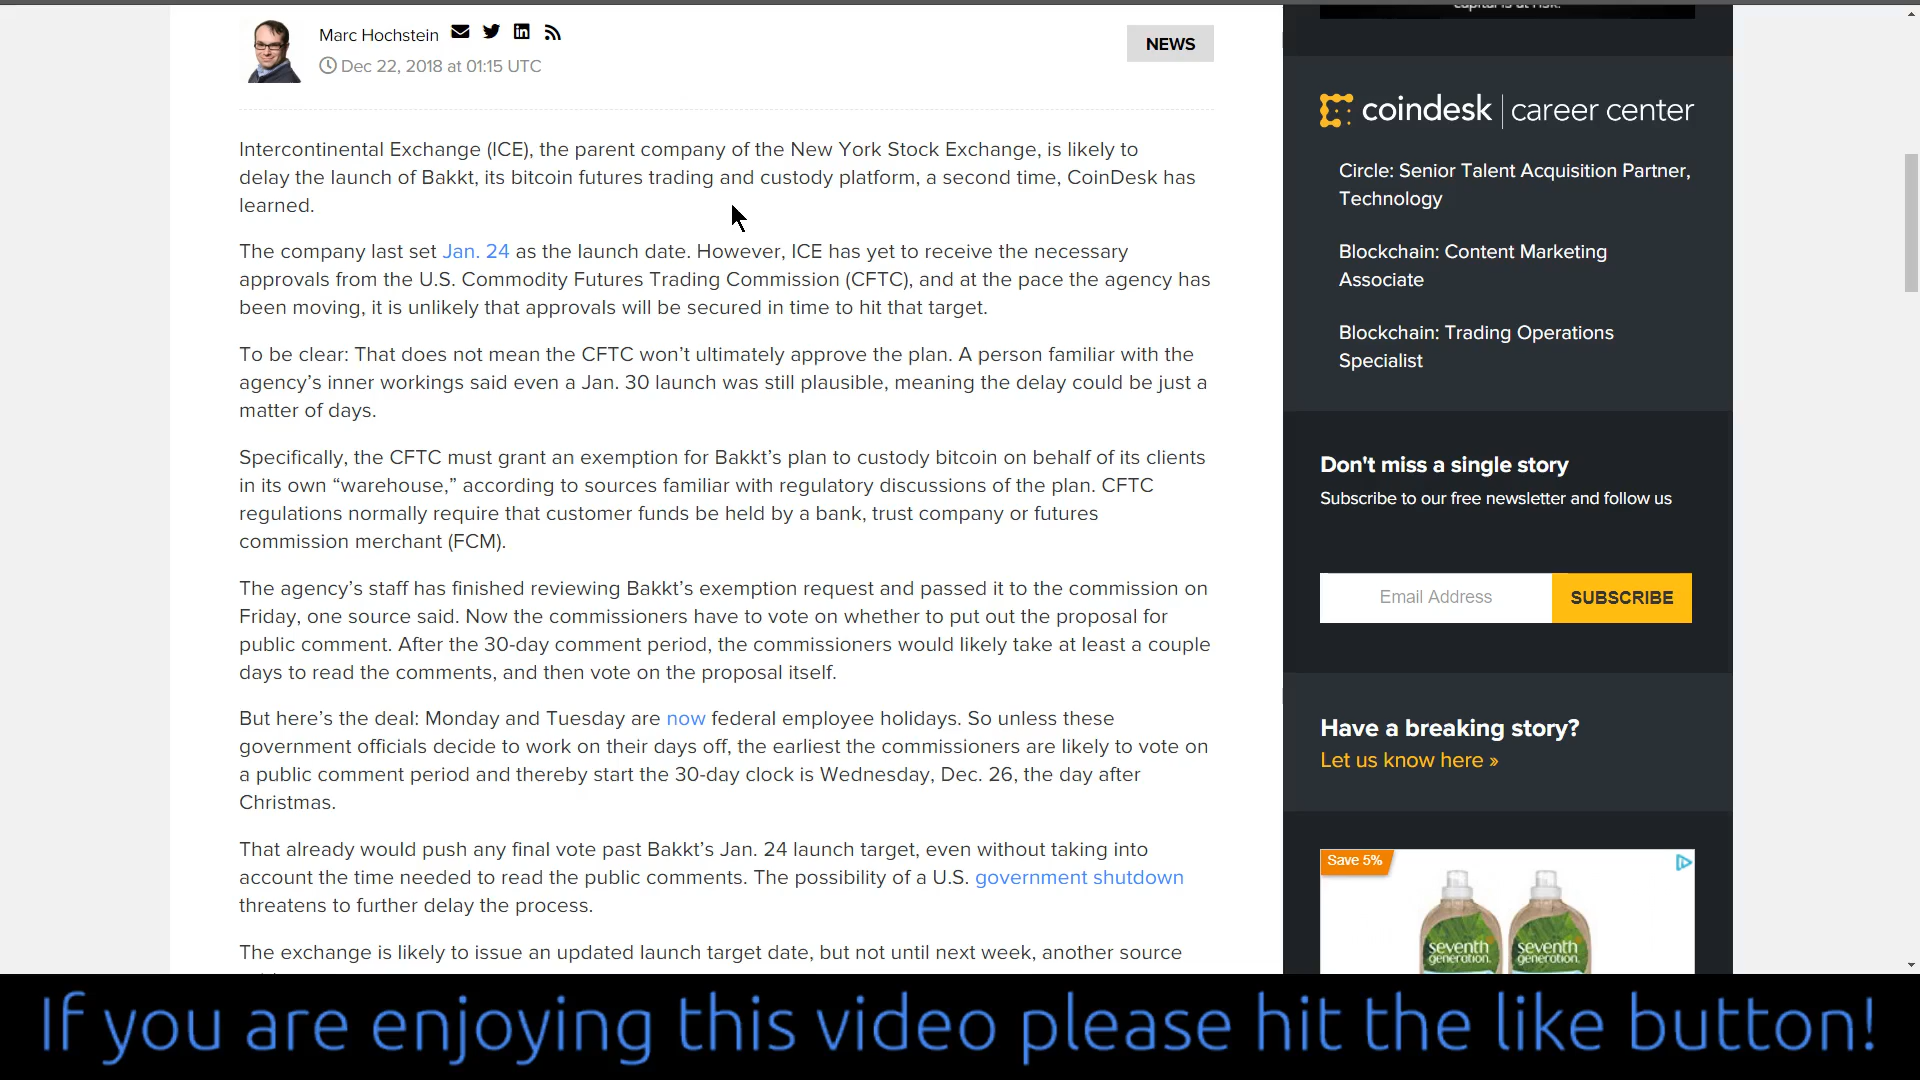 capital is at risk.
Marc Hochstein
Dec 22, 2018 at 01:15 UTC
NEWS
Intercontinental Exchange (ICE), the parent company of the New York Stock Exchange, is likely to
delay the launch of Bakkt, its bitcoin futures trading and custody platform, a second time, CoinDesk has
learned.
The company last set Jan. 24 as the launch date. However, ICE has yet to receive the necessary
approvals from the U.S. Commodity Futures Trading Commission (CFTC), and at the pace the agency has
been moving, it is unlikely that approvals will be secured in time to hit that target.
To be clear: That does not mean the CFTC won’t ultimately approve the plan. A person familiar with the
agency’s inner workings said even a Jan. 30 launch was still plausible, meaning the delay could be just a
matter of days.
Specifically, the CFTC must grant an exemption for Bakkt’s plan to custody bitcoin on behalf of its clients
in its own “warehouse,” according to sources familiar with regulatory discussions of the plan. CFTC
regulations normally require that customer funds be held by a bank, trust company or futures
commission merchant (FCM).
The agency’s staff has finished reviewing Bakkt’s exemption request and passed it to the commission on
Friday, one source said. Now the commissioners have to vote on whether to put out the proposal for
public comment. After the 30-day comment period, the commissioners would likely take at least a couple
days to read the comments, and then vote on the proposal itself.
But here’s the deal: Monday and Tuesday are now federal employee holidays. So unless these
government officials decide to work on their days off, the earliest the commissioners are likely to vote on
a public comment period and thereby start the 30-day clock is Wednesday, Dec. 26, the day after
Christmas.
That already would push any final vote past Bakkt’s Jan. 24 launch target, even without taking into
account the time needed to read the public comments. The possibility of a U.S. government shutdown
threatens to further delay the process.
The exchange is likely to issue an updated launch target date, but not until next week, another source
coindesk | career center
Circle: Senior Talent Acquisition Partner,
Technology
Blockchain: Content Marketing
Associate
Blockchain: Trading Operations
Specialist
Don't miss a single story
Subscribe to our free newsletter and follow us
Email Address
SUBSCRIBE
Have a breaking story?
Let us know here »
Save 5%
seventh generation.
seventh generation.
If you are enjoying this video please hit the like button!